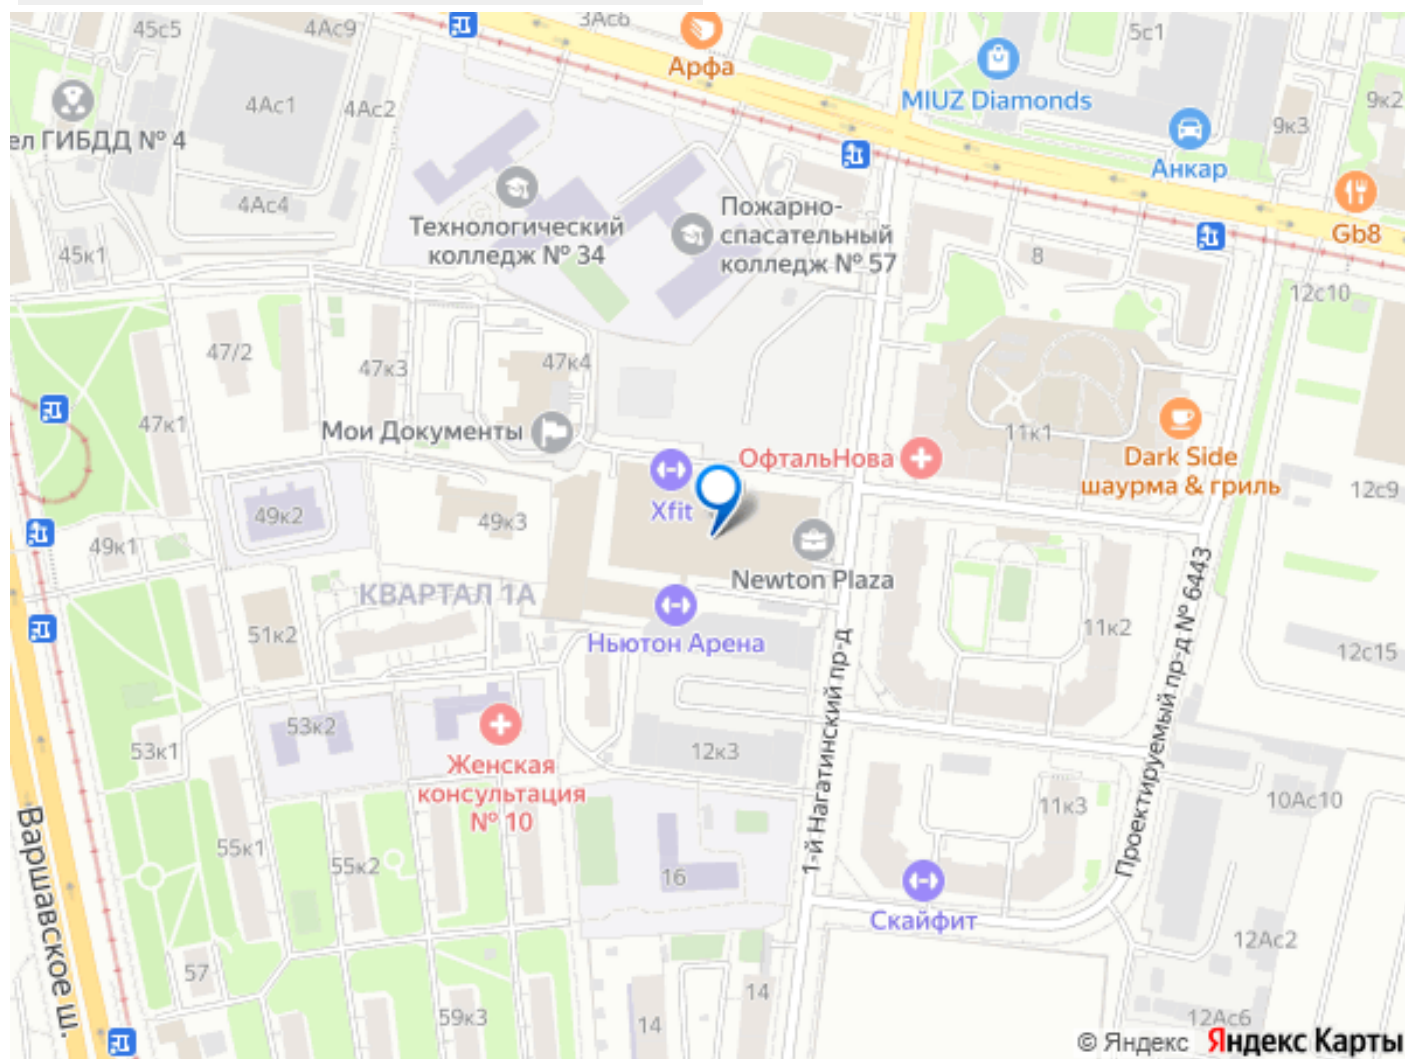 45с5
4Ас9
3Ас6
Арфа
5с1
MIUZ Diamonds
9к2
4Ас1
4Ас2
9к3
ел ГИБДД № 4
Анкар
4Ас4
Технологический
колледж № 34
Пожарно-
спасательный
колледж № 57
Gb8
45к1
8
12с10
47/2
47к3
47к4
47к1
Мои Документы
ОфтальНова
11к1
Dark Side
шаурма & гриль
Xfit
12с9
49к2
49к3
49к1
Newton Plaza
КВАРТАЛ 1А
51к2
Ньютон Арена
11к2
12с15
1-й Нагатинский пр-д
Проектируемый пр-д № 6443
53к2
53к1
12к3
Женская
консультация
№ 10
11к3
10Ас10
Варшавское ш.
55к1
55к2
16
Скайфит
12Ас2
57
14
59к3
14
12Ас6
© Яндекс Яндекс Карты